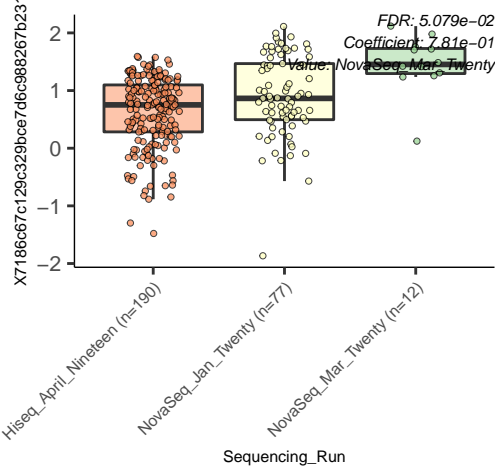 FDR: 5.079e−02
Coefficient: 7.81e−01
Value: NovaSeq_Mar_Twenty
X7186c67c129c329bce7d6c988267b231
2
1
0
−1
−2
Hiseq_April_Nineteen (n=190)
NovaSeq_Jan_Twenty (n=77)
NovaSeq_Mar_Twenty (n=12)
Sequencing_Run